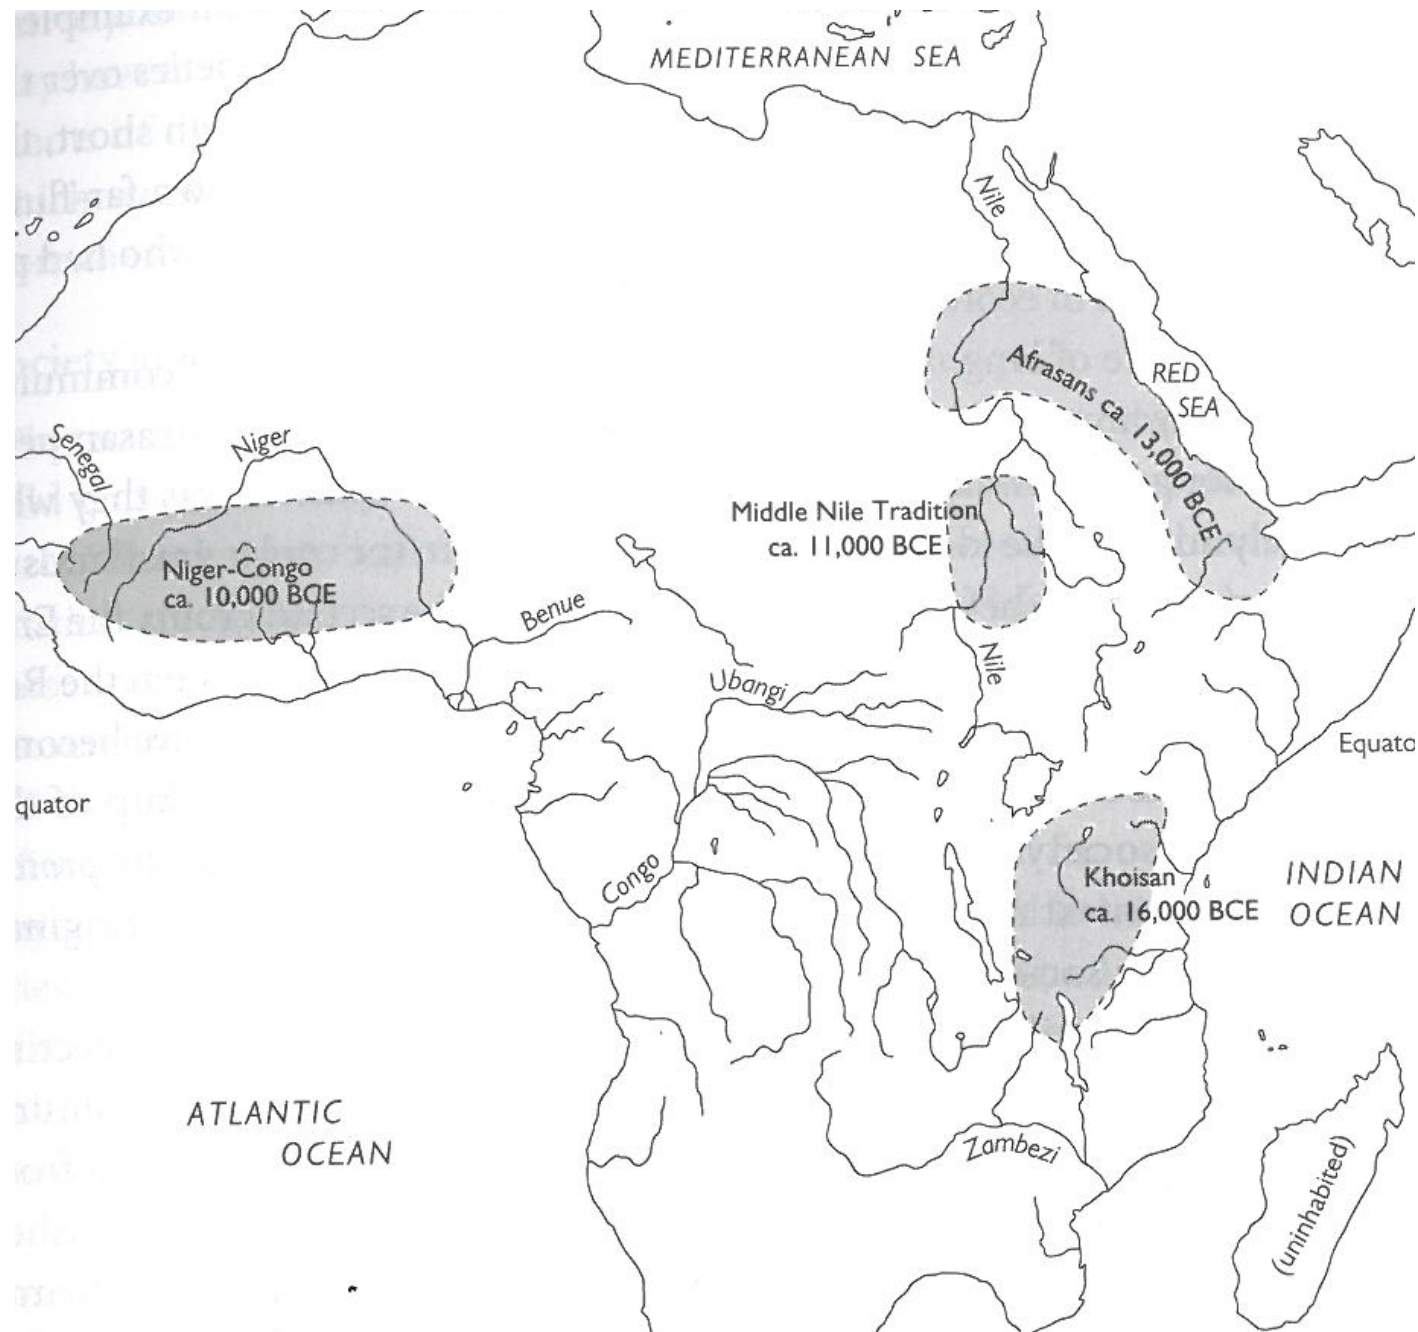 MEDITERRANEAN SEA
Nile
Afrasans ca. 13,000 BCE
RED
SEA
Senegal
Niger
Middle Nile Tradition
ca. 11,000 BCE
Niger-Congo
ca. 10,000 BCE
Benue
Nile
Ubangi
Equato
quator
Congo
Khoisan
ca. 16,000 BCE
INDIAN
OCEAN
ATLANTIC
OCEAN
Zambezi
(uninhabited)